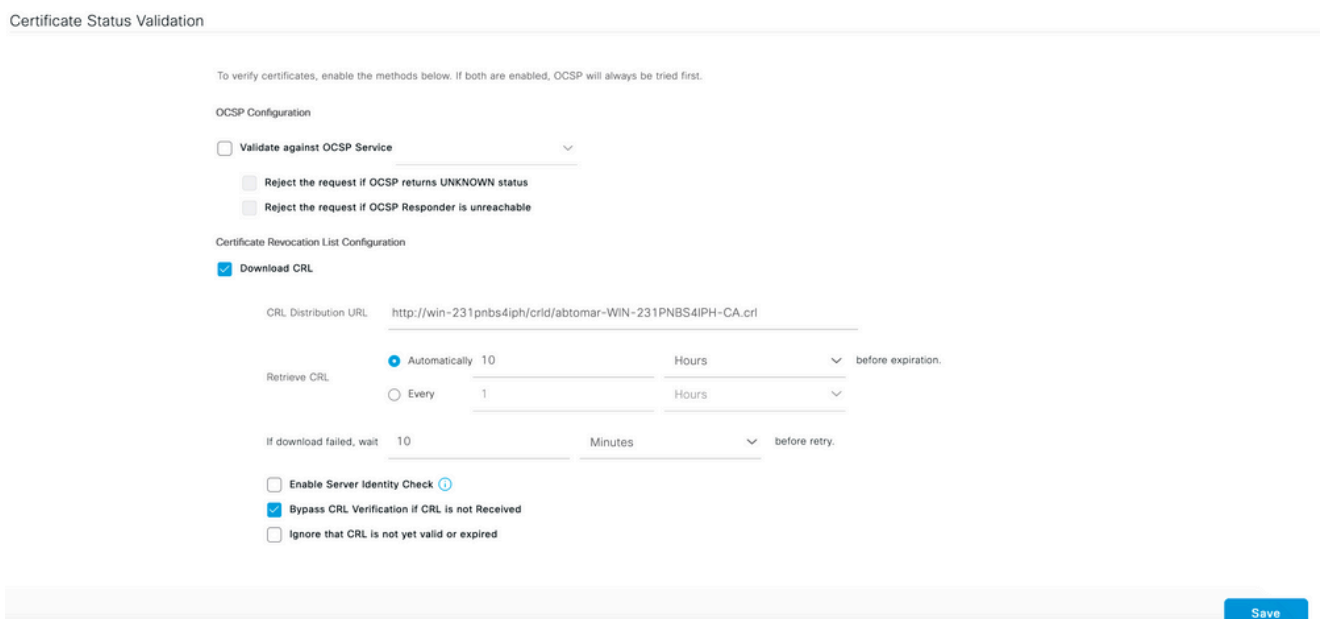 Certificate Status Validation
To verify certificates, enable the methods below. If both are enabled, OCSP will always be tried first.
OCSP Configuration
Validate against OCSP Service
Reject the request if OCSP returns UNKNOWN status
Reject the request if OCSP Responder is unreachable
Certificate Revocation List Configuration
Download CRL
CRL Distribution URL http://win-231pnbs4iph/crld/abtomar-WIN-231PNBS4IPH-CA.crl
Automatically 10 Hours before expiration.
Retrieve CRL
Every 1 Hours
If download failed, wait 10 Minutes before retry.
Enable Server Identity Check
Bypass CRL Verification if CRL is not Received
Ignore that CRL is not yet valid or expired
Save